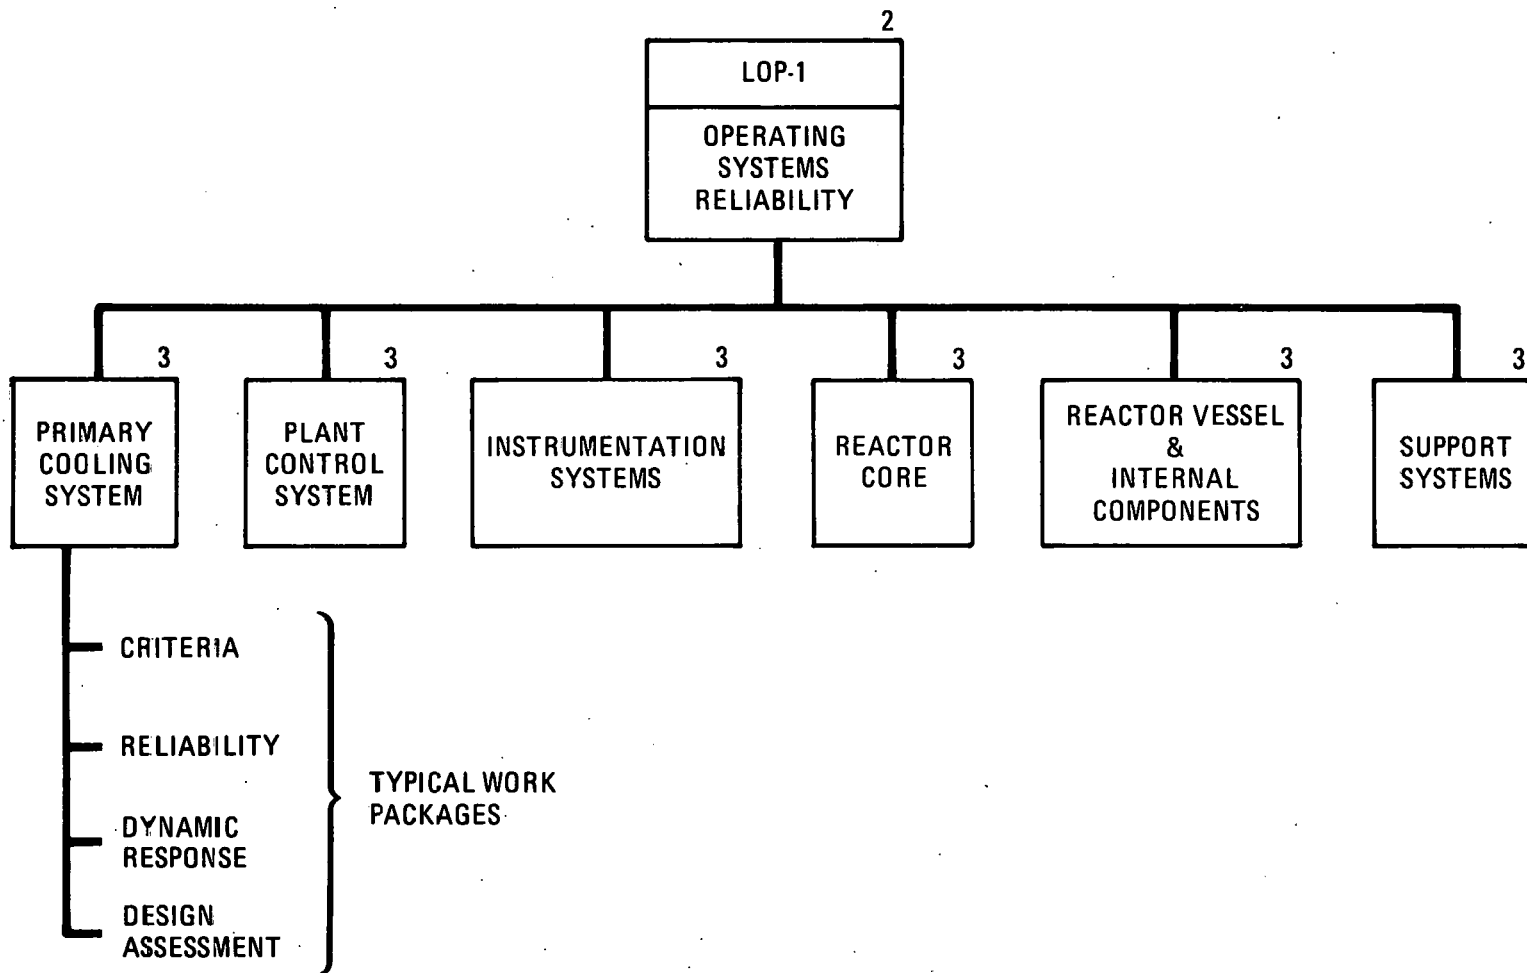 2
LOP-1
OPERATING
SYSTEMS
RELIABILITY
3
PRIMARY
COOLING
SYSTEM
3
PLANT
CONTROL
SYSTEM
3
INSTRUMENTATION
SYSTEMS
3
REACTOR
CORE
3
REACTOR VESSEL
&
INTERNAL
COMPONENTS
3
SUPPORT
SYSTEMS
CRITERIA
RELIABILITY
DYNAMIC
RESPONSE
DESIGN
ASSESSMENT
TYPICAL WORK
PACKAGES